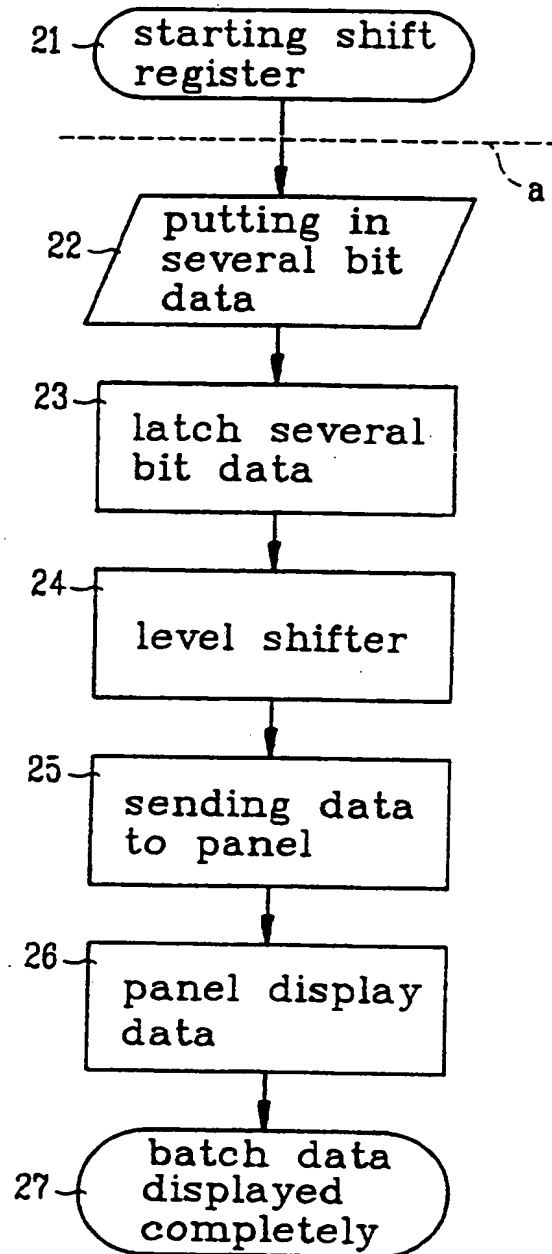 21
starting shift
register
a
22
putting in
several bit
data
23
latch several
bit data
24
level shifter
25
sending data
to panel
26
panel display
data
27
batch data
displayed
completely